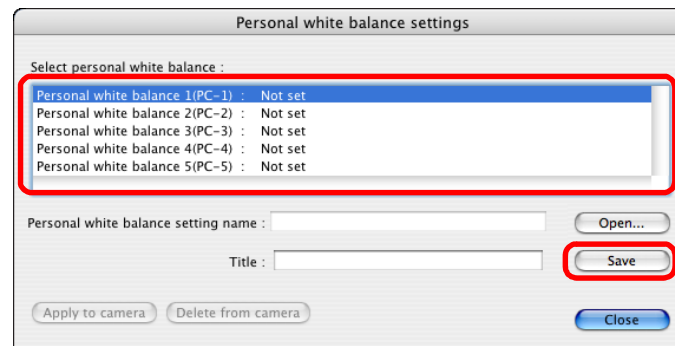 Personal white balance settings
Select personal white balance :
Personal white balance 1(PC-1) : Not set
Personal white balance 2(PC-2) : Not set
Personal white balance 3(PC-3) : Not set
Personal white balance 4(PC-4) : Not set
Personal white balance 5(PC-5) : Not set
Personal white balance setting name : Open...
Title : Save
Apply to camera Delete from camera Close